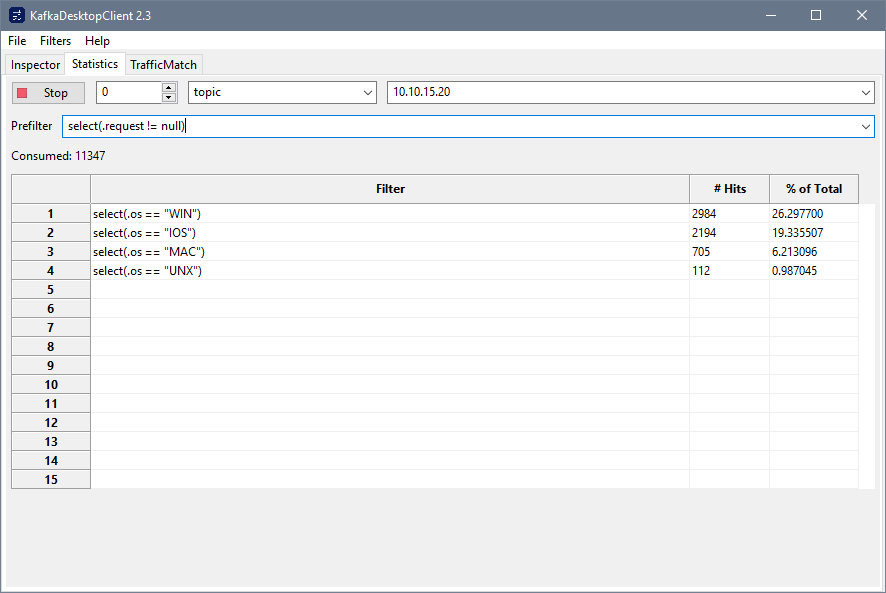 KafkaDesktopClient 2.3
File Filters Help
Inspector Statistics TrafficMatch
Stop 0 topic 10.10.15.20
Prefilter select(.request != null)
Consumed: 11347
Filter # Hits % of Total
1 select(.os == "WIN") 2984 26.297700
2 select(.os == "IOS") 2194 19.335507
3 select(.os == "MAC") 705 6.213096
4 select(.os == "UNX") 112 0.987045
5
6
7
8
9
10
11
12
13
14
15